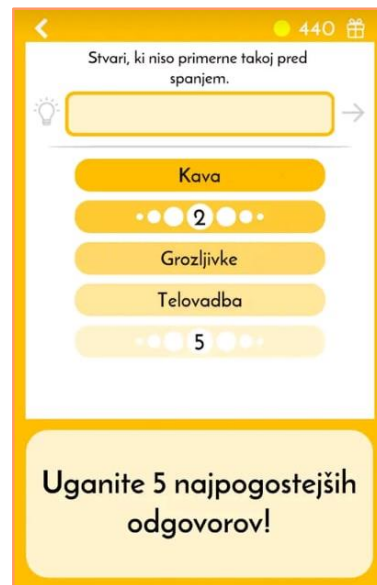 440
Stvari, ki niso primerne takoj pred
spanjem.
Kava
2
Grozljivke
Telovadba
5
Uganite 5 najpogostejših
odgovorov!